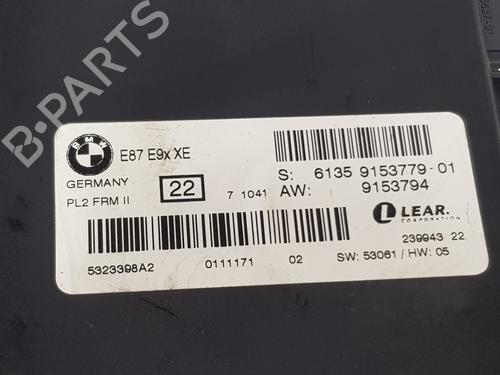 B-PARTS
BMW
E87 E9x XE
GERMANY
PL2 FRM II
22
7 1041
S: 6135 9153779-01
AW: 9153794
LEAR.
CORPORATION
239943 22
5323398A2
0111171
02
SW: 53061 / HW: 05